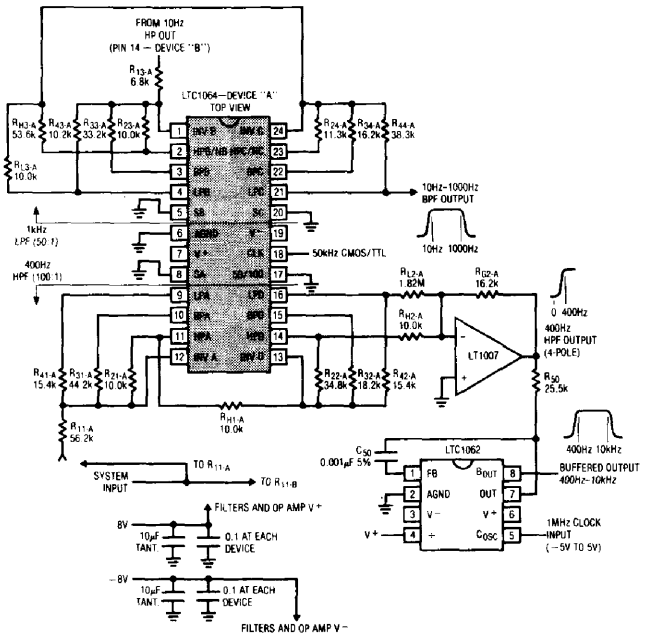 FROM 10Hz
HP OUT
(PIN 14 – DEVICE "B")
R13-A
6.8k
LTC1064—DEVICE "A"
TOP VIEW
RH3-A
53.6k
R43-A
10.2k
R33-A
33.2k
R23-A
10.0k
R24-A
11.3k
R34-A
16.2k
R44-A
38.3k
RL3-A
10.0k
1 INV B INV C 24
2 HPB/NB HPC/NC 23
3 BPB BPC 22
4 LPB LPC 21
5 SB SC 20
6 AGND V– 19
7 V+ CLK 18
8 SA 50/100 17
9 LPA LPD 16
10 BPA BPD 15
11 HPA HPD 14
12 INV A INV D 13
10Hz–1000Hz
BPF OUTPUT
10Hz 1000Hz
1kHz
LPF (50:1)
400Hz
HPF (100:1)
50kHz CMOS/TTL
RL2-A
1.82M
RG2-A
16.2k
RH2-A
10.0k
–
+
LT1007
0 400Hz
400Hz
HPF OUTPUT
(4-POLE)
R50
25.5k
R41-A
15.4k
R31-A
44.2k
R21-A
10.0k
R22-A
34.8k
R32-A
18.2k
R42-A
15.4k
R11-A
56.2k
RH1-A
10.0k
TO R11-A
SYSTEM
INPUT
TO R11-B
C50
0.001µF 5%
LTC1062
1 FB BOUT 8
2 AGND OUT 7
3 V– V+ 6
4 ÷ COSC 5
V+
400Hz 10kHz
BUFFERED OUTPUT
400Hz–10kHz
1MHz CLOCK
INPUT
(–5V TO 5V)
FILTERS AND OP AMP V+
8V
10µF
TANT.
0.1 AT EACH
DEVICE
–8V
10µF
TANT.
0.1 AT EACH
DEVICE
FILTERS AND OP AMP V–